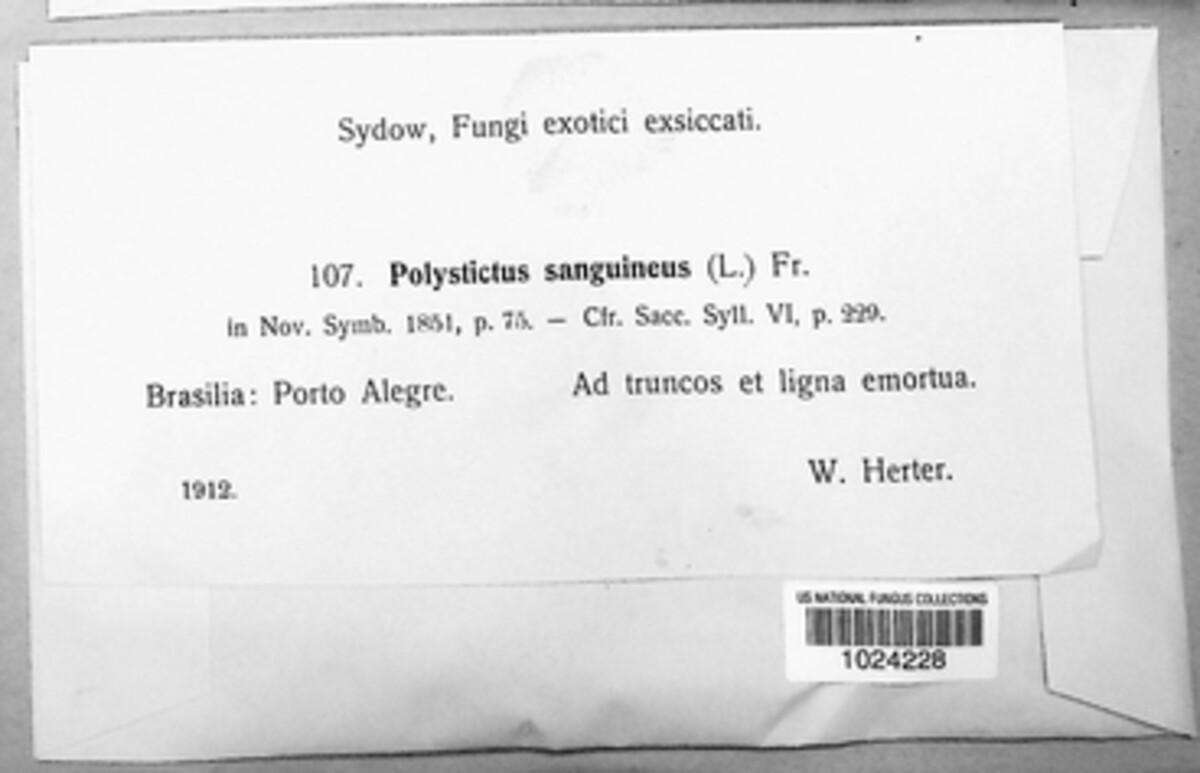 Sydow, Fungi exotici exsiccati.
107. Polystictus sanguineus (L.) Fr.
in Nov. Symb. 1851, p. 75. — Cfr. Sacc. Syll. VI, p. 229.
Brasilia: Porto Alegre. Ad truncos et ligna emortua.
1912. W. Herter.
US NATIONAL FUNGUS COLLECTIONS
1024228